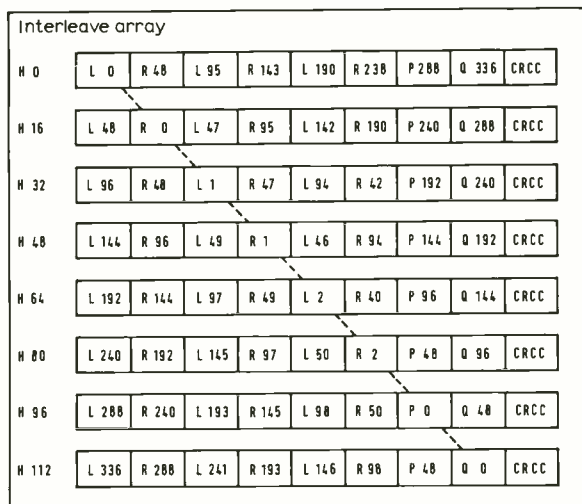 Interleave array
H 0 L 0 R 48 L 95 R 143 L 190 R 238 P 288 Q 336 CRCC
H 16 L 48 R 0 L 47 R 95 L 142 R 190 P 240 Q 288 CRCC
H 32 L 96 R 48 L 1 R 47 L 94 R 42 P 192 Q 240 CRCC
H 48 L 144 R 96 L 49 R 1 L 46 R 94 P 144 Q 192 CRCC
H 64 L 192 R 144 L 97 R 49 L 2 R 40 P 96 Q 144 CRCC
H 80 L 240 R 192 L 145 R 97 L 50 R 2 P 48 Q 96 CRCC
H 96 L 288 R 240 L 193 R 145 L 98 R 50 P 0 Q 48 CRCC
H 112 L 336 R 288 L 241 R 193 L 146 R 98 P 48 Q 0 CRCC